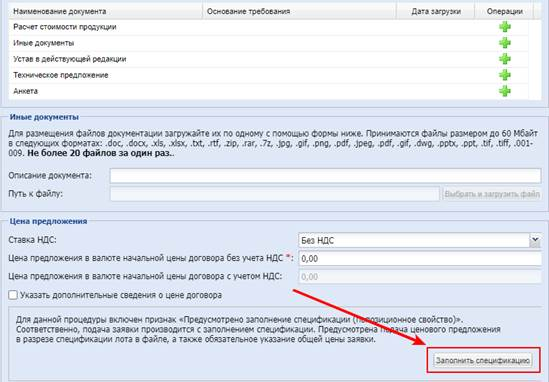 Наименование документа Основание требования Дата загрузки Операции
Расчет стоимости продукции
Иные документы
Устав в действующей редакции
Техническое предложение
Анкета
Иные документы
Для размещения файлов документации загружайте их по одному с помощью формы ниже. Принимаются файлы размером до 60 Мбайт
в следующих форматах: .doc, .docx, .xls, .xlsx, .txt, .rtf, .zip, .rar, .7z, .jpg, .gif, .png, .pdf, .jpeg, .pdf, .gif, .dwg, .pptx, .ppt, .tif, .tiff, .001-
009. Не более 20 файлов за один раз..
Описание документа:
Путь к файлу: Выбрать и загрузить файл
Цена предложения
Ставка НДС: Без НДС
Цена предложения в валюте начальной цены договора без учета НДС *: 0,00
Цена предложения в валюте начальной цены договора с учетом НДС: 0,00
Указать дополнительные сведения о цене договора
Для данной процедуры включен признак «Предусмотрено заполнение спецификации (попозиционное свойство)».
Соответственно, подача заявки производится с заполнением спецификации. Предусмотрена подача ценового предложения
в разрезе спецификации лота в файле, а также обязательное указание общей цены заявки.
Заполнить спецификацию